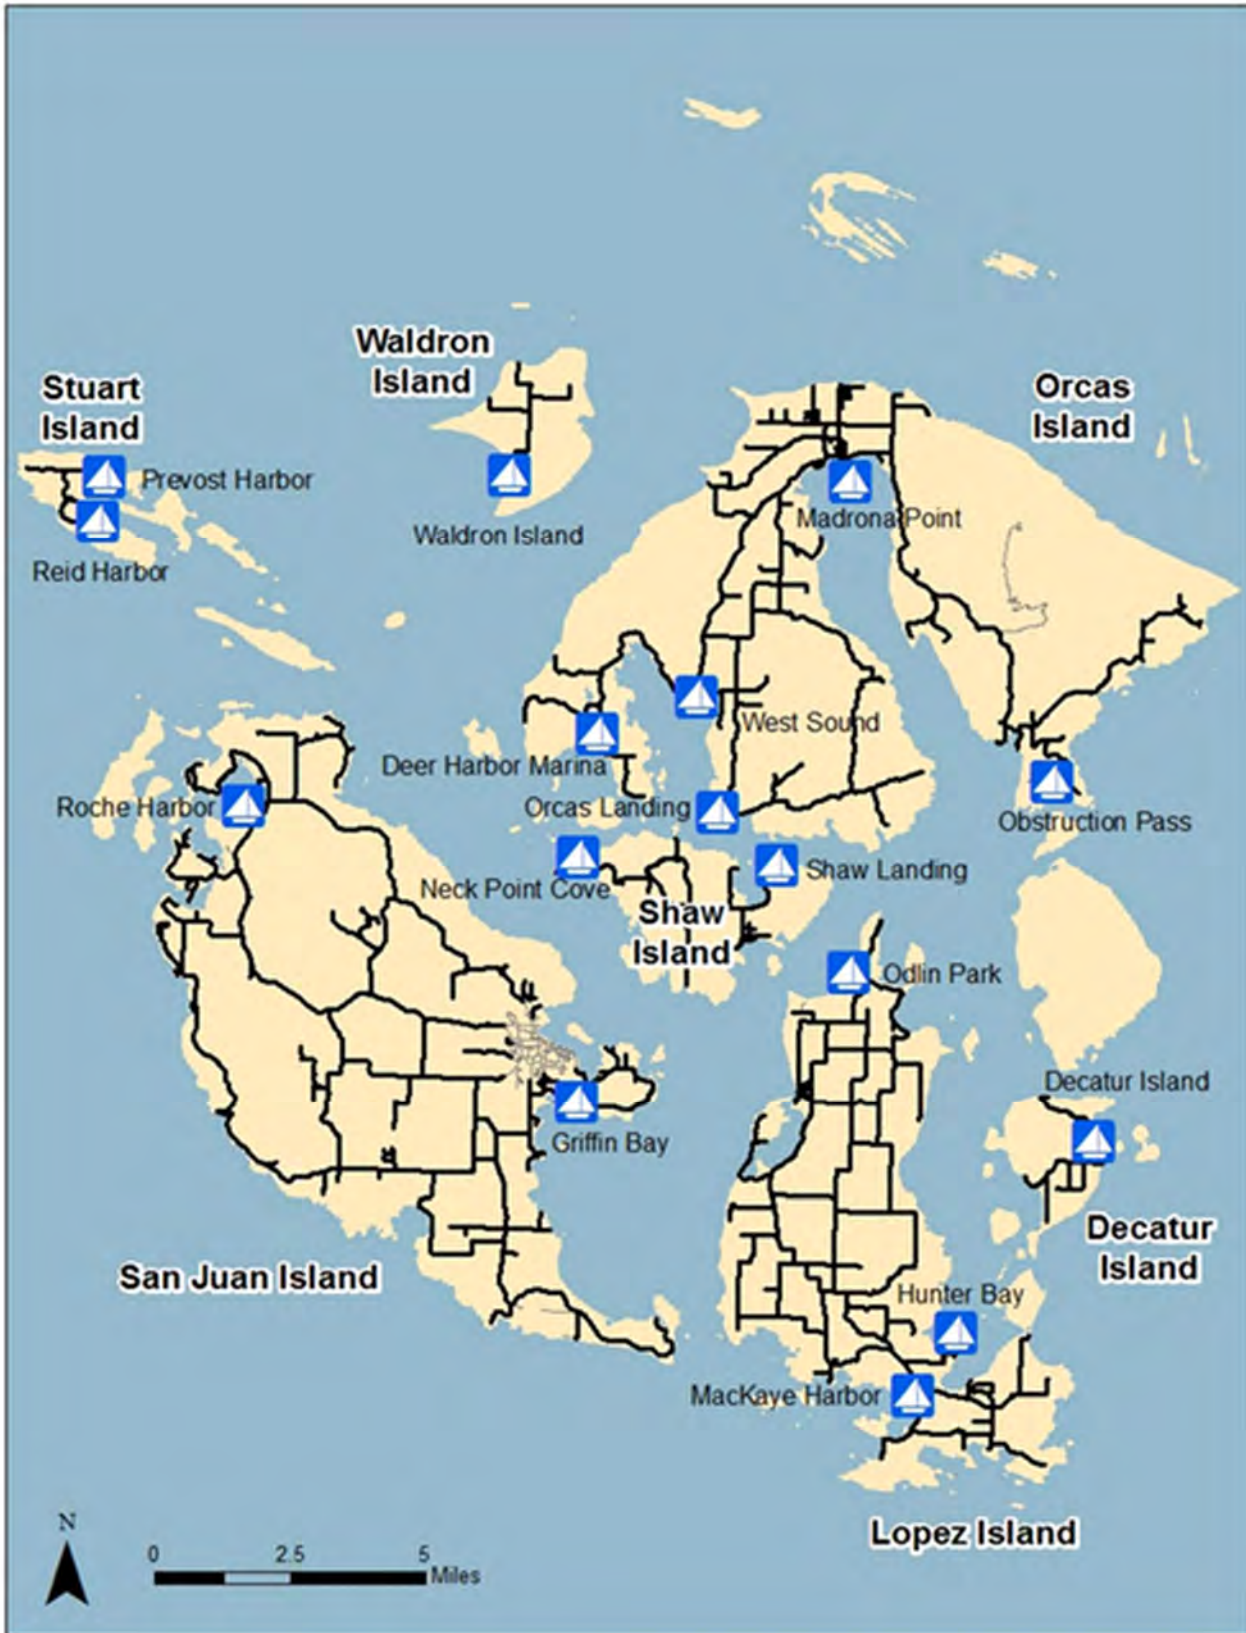 Waldron
Island
Stuart
Island
Orcas
Island
Prevost Harbor
Reid Harbor
Waldron Island
Madrona Point
West Sound
Deer Harbor Marina
Roche Harbor
Orcas Landing
Obstruction Pass
Neck Point Cove
Shaw Landing
Shaw
Island
Odlin Park
Decatur Island
Griffin Bay
Decatur
Island
San Juan Island
Hunter Bay
MacKaye Harbor
Lopez Island
N
0 2.5 5
Miles